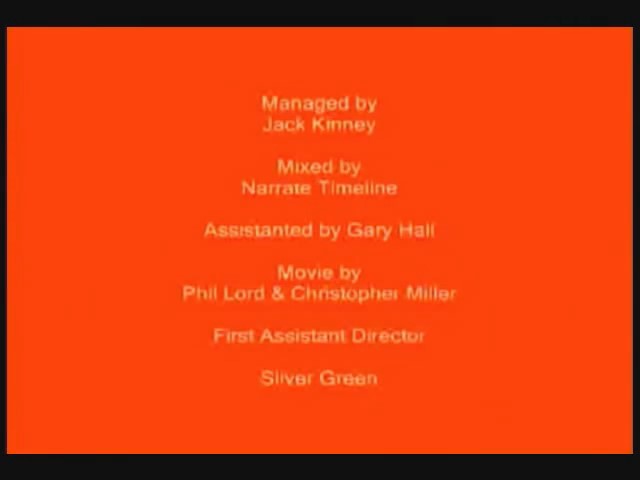 Managed by
Jack Kinney
Mixed by
Narrate Timeline
Assistanted by Gary Hall
Movie by
Phil Lord & Christopher Miller
First Assistant Director
Silver Green